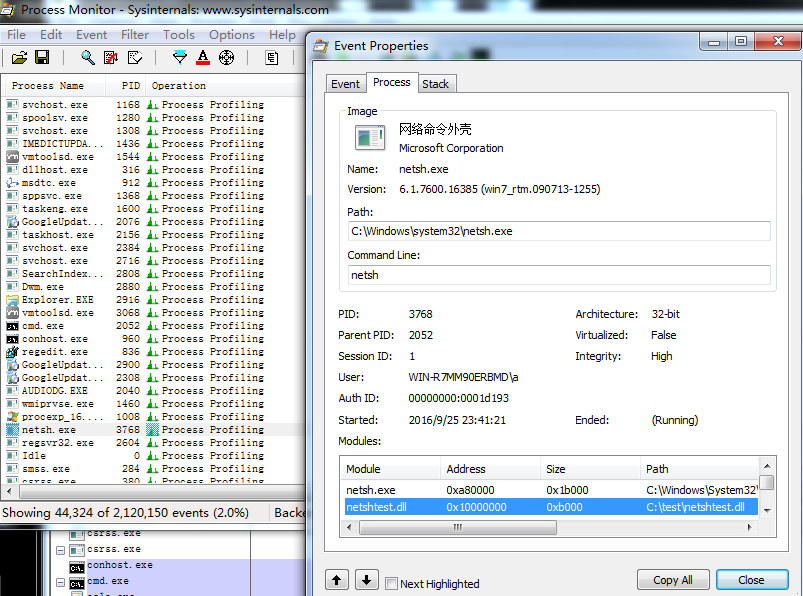 Process Monitor - Sysinternals: www.sysinternals.com
File Edit Event Filter Tools Options Help
Process Name PID Operation
svchost.exe 1168 Process Profiling
spoolsv.exe 1280 Process Profiling
svchost.exe 1308 Process Profiling
IMEDICTUPDA... 1436 Process Profiling
vmtoolsd.exe 1544 Process Profiling
dllhost.exe 316 Process Profiling
msdtc.exe 912 Process Profiling
sppsvc.exe 1368 Process Profiling
taskeng.exe 1600 Process Profiling
GoogleUpdat... 2076 Process Profiling
taskhost.exe 2156 Process Profiling
svchost.exe 2384 Process Profiling
svchost.exe 2716 Process Profiling
SearchIndex... 2808 Process Profiling
Dwm.exe 2880 Process Profiling
Explorer.EXE 2916 Process Profiling
vmtoolsd.exe 3068 Process Profiling
cmd.exe 2052 Process Profiling
conhost.exe 960 Process Profiling
regedit.exe 836 Process Profiling
GoogleUpdat... 2900 Process Profiling
GoogleUpdat... 2308 Process Profiling
AUDIODG.EXE 2040 Process Profiling
wmiprvse.exe 1460 Process Profiling
procexp_16.... 1008 Process Profiling
netsh.exe 3768 Process Profiling
regsvr32.exe 2604 Process Profiling
Idle 0 Process Profiling
smss.exe 284 Process Profiling
csrss.exe 380 Process Profiling
Showing 44,324 of 2,120,150 events (2.0%) Backe
csrss.exe
csrss.exe
conhost.exe
cmd.exe
Event Properties
Event Process Stack
Image
网络命令外壳
Microsoft Corporation
Name: netsh.exe
Version: 6.1.7600.16385 (win7_rtm.090713-1255)
Path:
C:\Windows\system32\netsh.exe
Command Line:
netsh
PID: 3768 Architecture: 32-bit
Parent PID: 2052 Virtualized: False
Session ID: 1 Integrity: High
User: WIN-R7MM90ERBMD\a
Auth ID: 00000000:0001d193
Started: 2016/9/25 23:41:21 Ended: (Running)
Modules:
Module Address Size Path
netsh.exe 0xa80000 0x1b000 C:\Windows\System32\
netshtest.dll 0x10000000 0xb000 C:\test\netshtest.dll
Next Highlighted Copy All Close